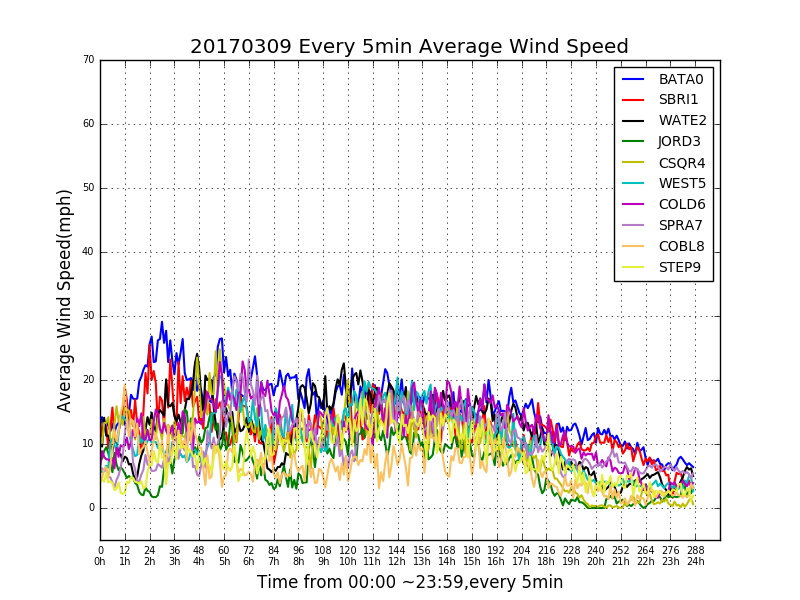 20170309 Every 5min Average Wind Speed
70
60
50
40
30
20
10
0
Average Wind Speed(mph)
BATA0
SBRI1
WATE2
JORD3
CSQR4
WEST5
COLD6
SPRA7
COBL8
STEP9
0 12 24 36 48 60 72 84 96 108 120 132 144 156 168 180 192 204 216 228 240 252 264 276 288
0h 1h 2h 3h 4h 5h 6h 7h 8h 9h 10h 11h 12h 13h 14h 15h 16h 17h 18h 19h 20h 21h 22h 23h 24h
Time from 00:00 ~23:59,every 5min